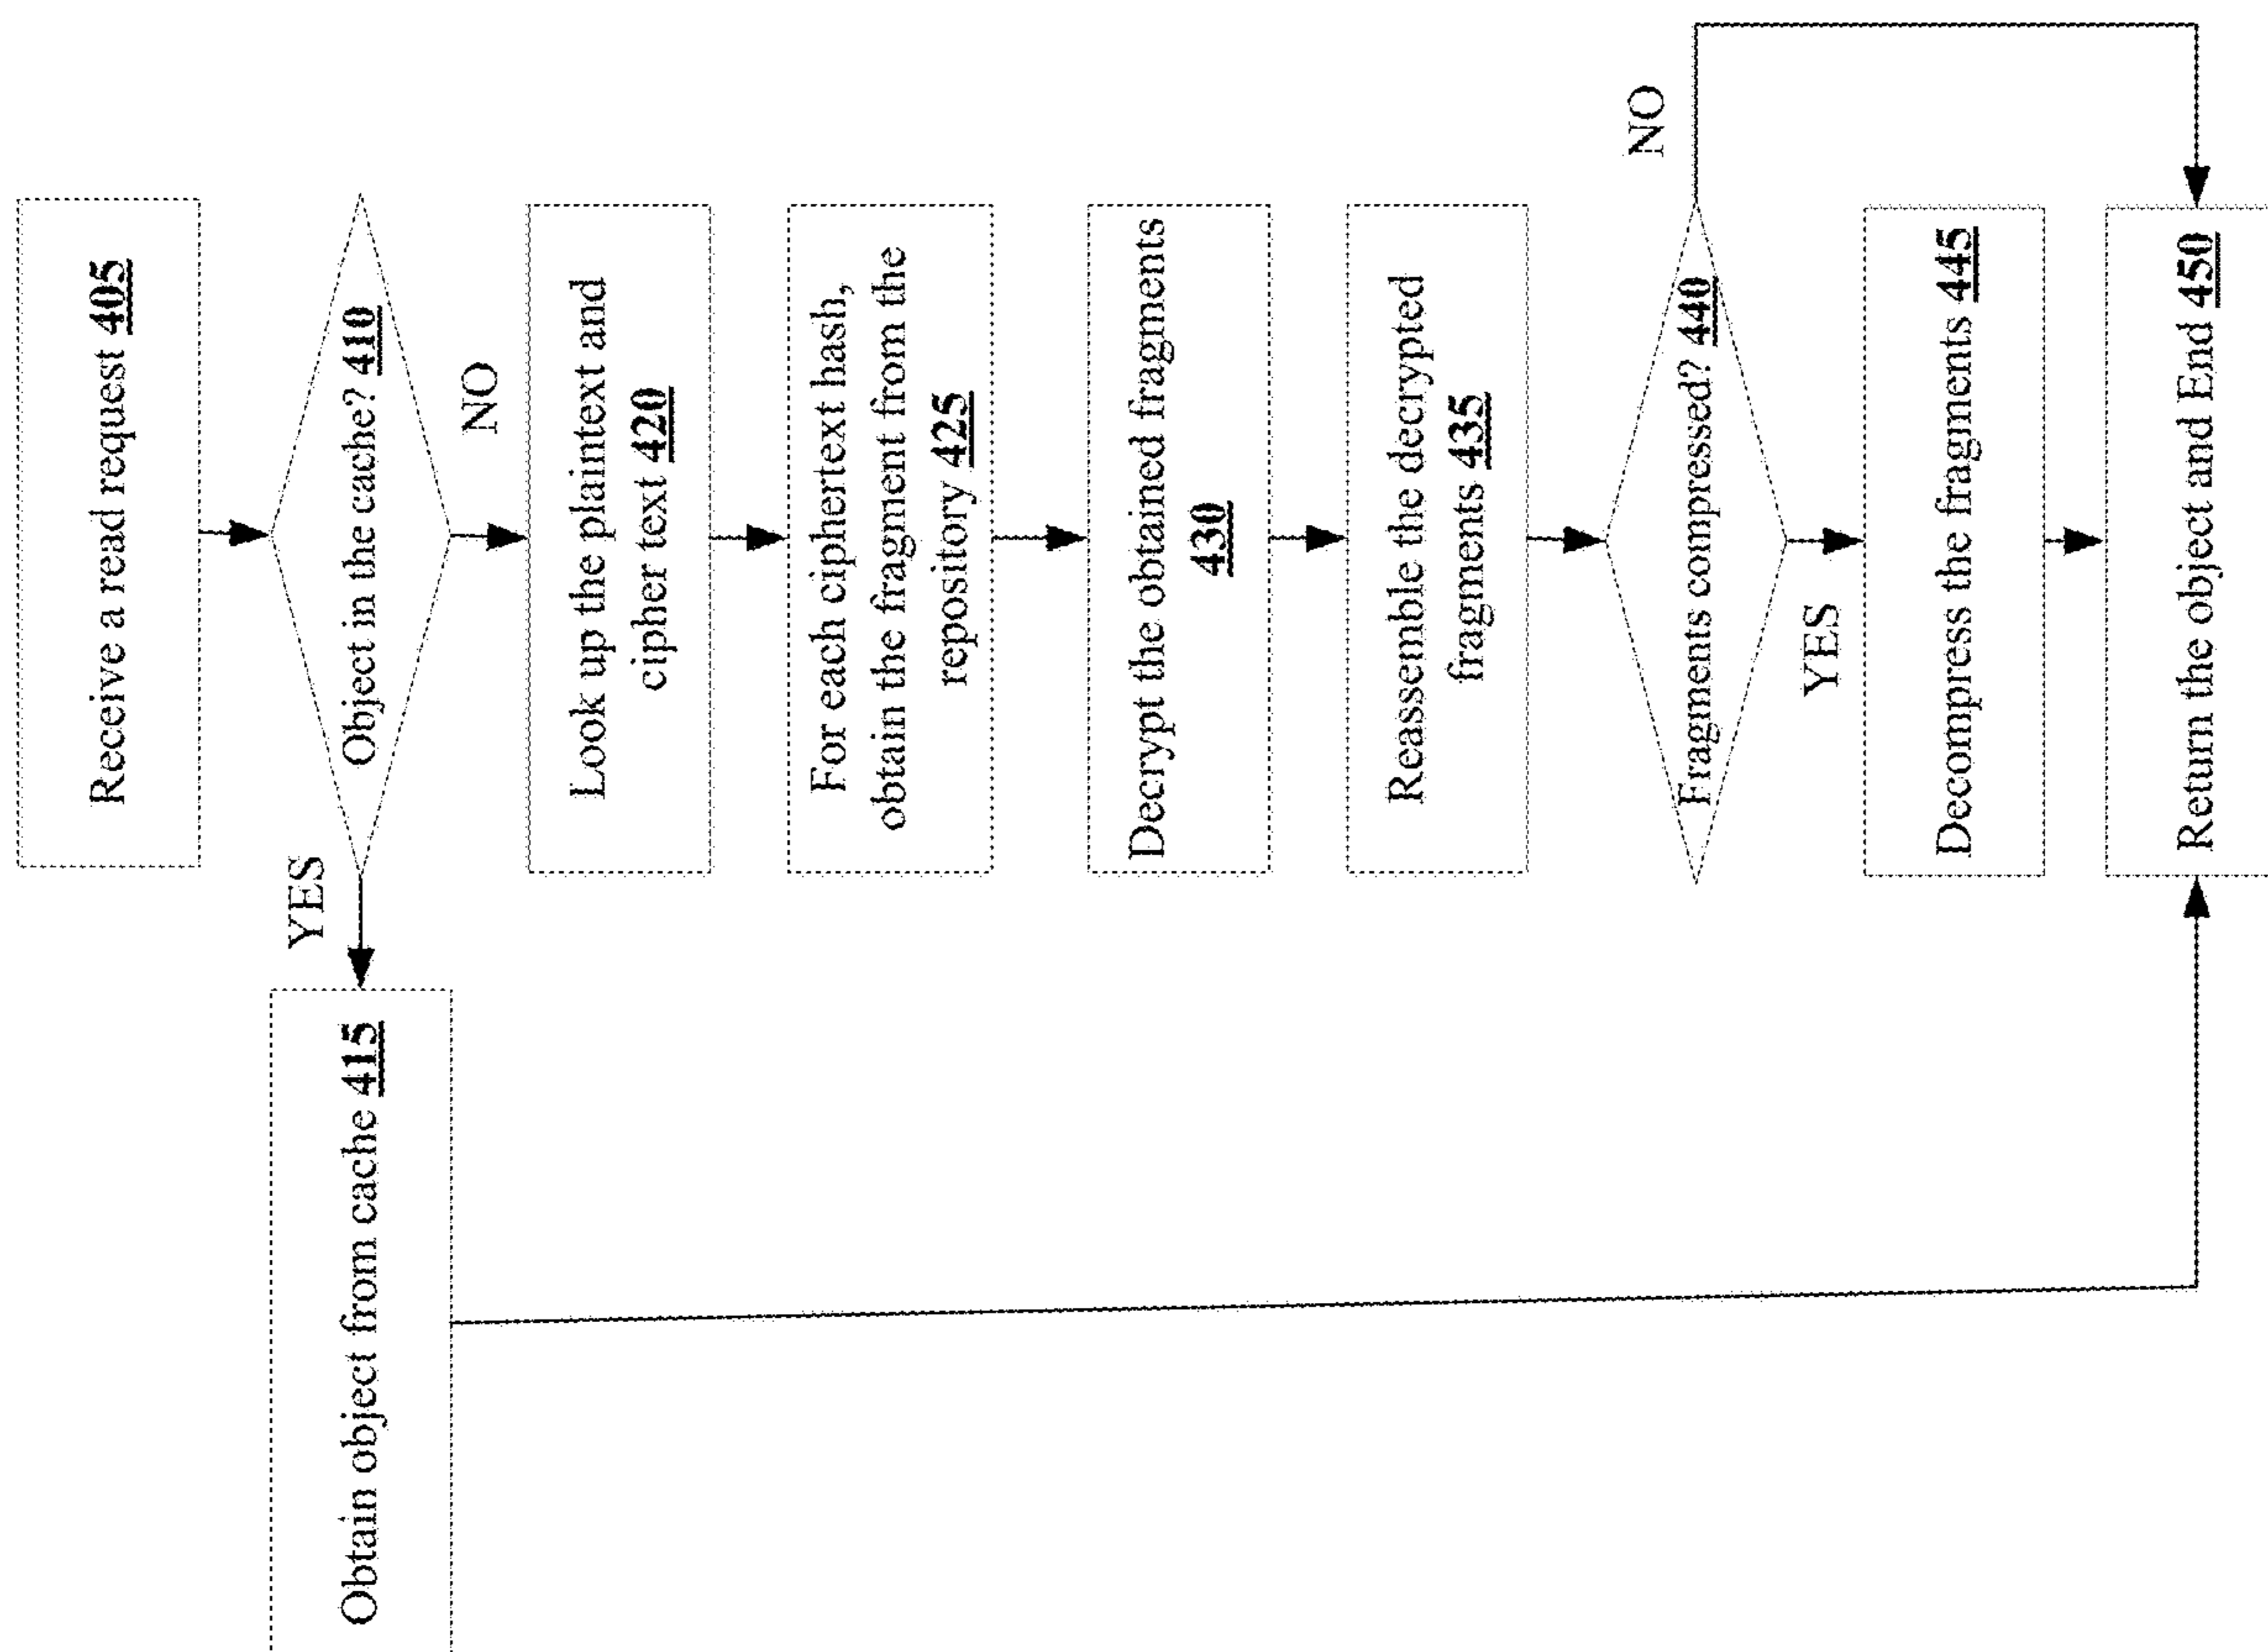 Receive a read request 405
Object in the cache? 410
YES
NO
Obtain object from cache 415
Look up the plaintext and
cipher text 420
For each ciphertext hash,
obtain the fragment from the
repository 425
Decrypt the obtained fragments
430
Reassemble the decrypted
fragments 435
Fragments compressed? 440
NO
YES
Decompress the fragments 445
Return the object and End 450